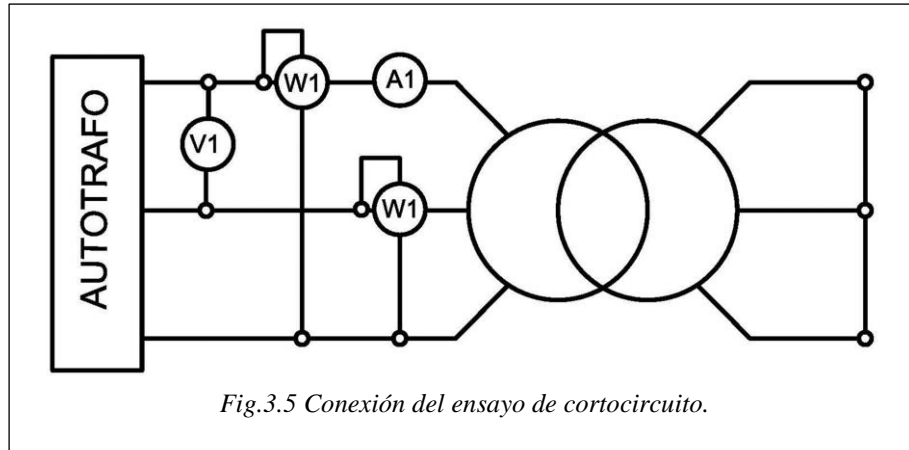 AUTOTRAFO
V1
W1
A1
W1
Fig.3.5 Conexión del ensayo de cortocircuito.